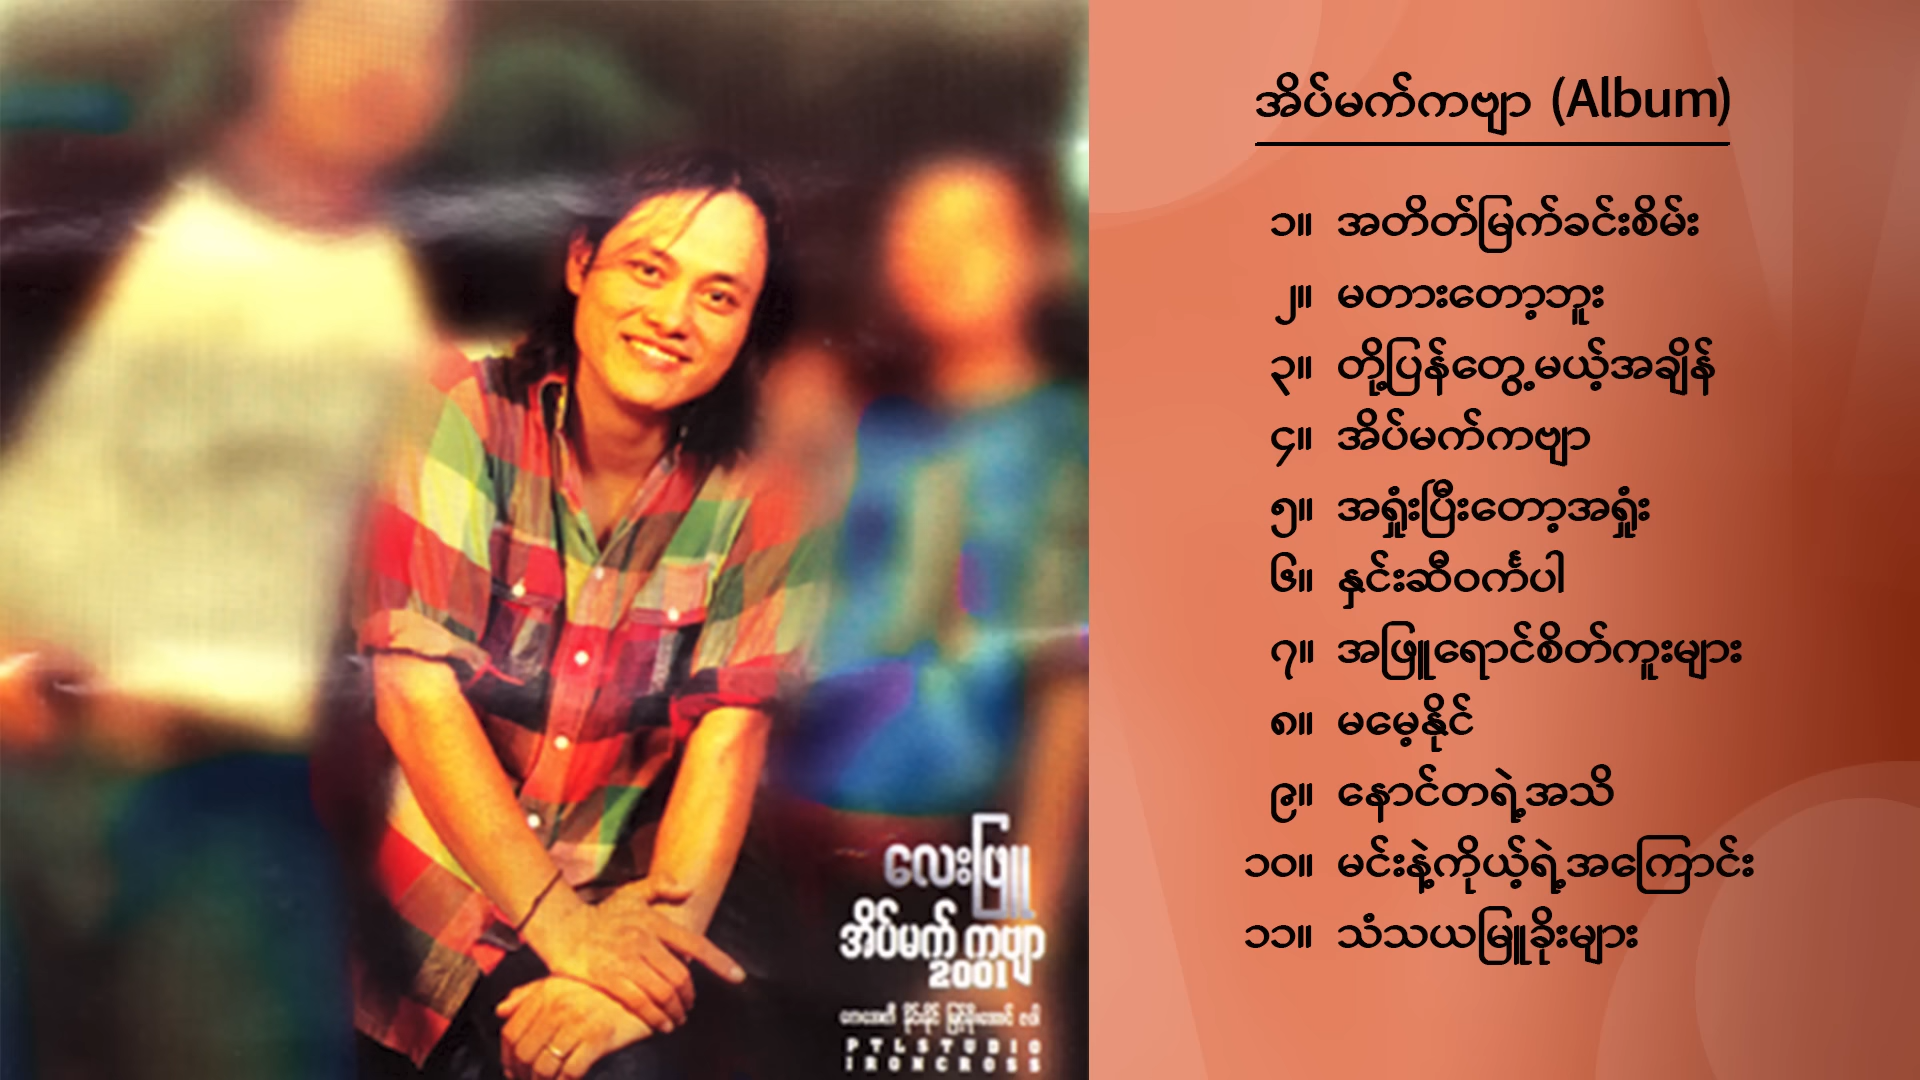 လေးဖြူ
အိပ်မက် ကဗျာ
2001
PTLSTUDIO
IRONCROSS
အိပ်မက်ကဗျာ (Album)
၁။ အတိတ်မြက်ခင်းစိမ်း
၂။ မတားတော့ဘူး
၃။ တို့ပြန်တွေ့မယ့်အချိန်
၄။ အိပ်မက်ကဗျာ
၅။ အရှုံးပြီးတော့အရှုံး
၆။ နှင်းဆီဝင်္ကပါ
၇။ အဖြူရောင်စိတ်ကူးများ
၈။ မမေ့နိုင်
၉။ နောင်တရဲ့အသိ
၁၀။ မင်းနဲ့ကိုယ့်ရဲ့အကြောင်း
၁၁။ သံသယမြူခိုးများ